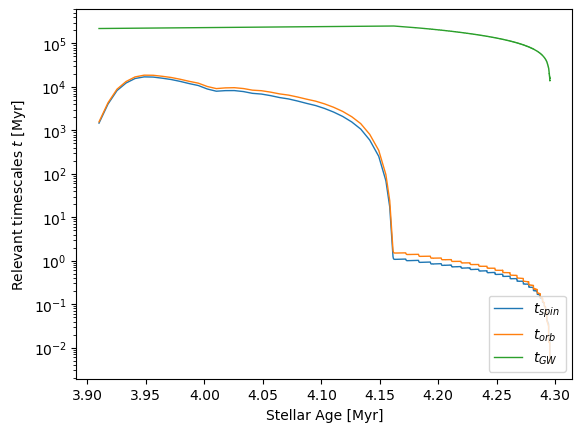 10^5
10^4
10^3
10^2
10^1
10^0
10^-1
10^-2
Relevant timescales t [Myr]
t_spin
t_orb
t_GW
3.90 3.95 4.00 4.05 4.10 4.15 4.20 4.25 4.30
Stellar Age [Myr]